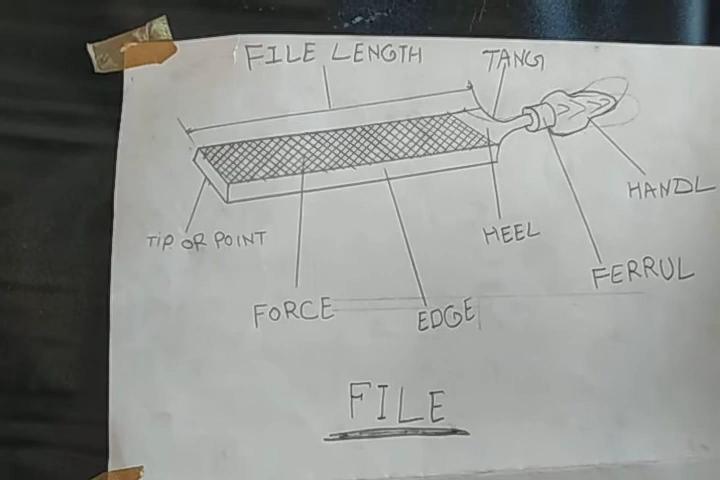 FILE LENGTH
TANG
HANDL
TIP OR POINT
HEEL
FERRUL
FORCE
EDGE
FILE